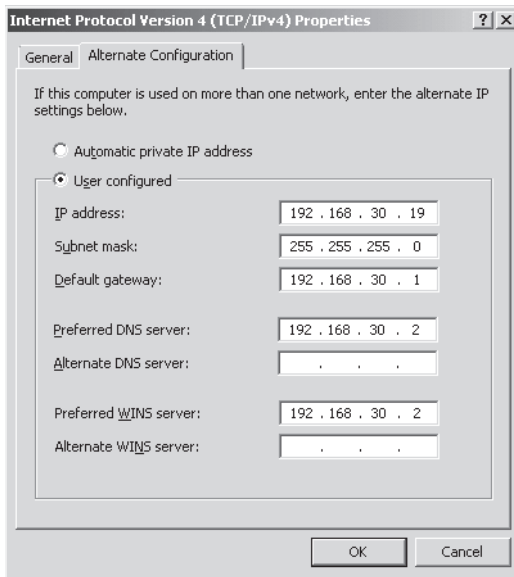 Internet Protocol Version 4 (TCP/IPv4) Properties ? X
General Alternate Configuration
If this computer is used on more than one network, enter the alternate IP
settings below.
Automatic private IP address
User configured
IP address: 192 . 168 . 30 . 19
Subnet mask: 255 . 255 . 255 . 0
Default gateway: 192 . 168 . 30 . 1
Preferred DNS server: 192 . 168 . 30 . 2
Alternate DNS server: . . .
Preferred WINS server: 192 . 168 . 30 . 2
Alternate WINS server: . . .
OK Cancel